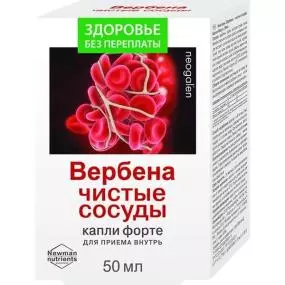 ЗДОРОВЬЕ
БЕЗ ПЕРЕПЛАТЫ
neogalen
Вербена
чистые
сосуды
капли форте
ДЛЯ ПРИЕМА ВНУТРЬ
Newman
nutrients
50 мл